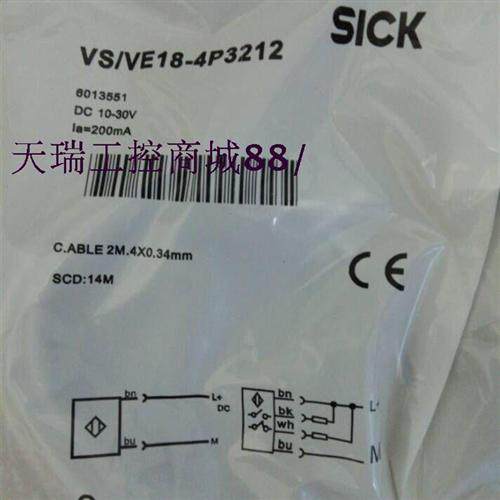 SICK
VS/VE18-4P3212
6013551
DC 10-30V
Ia=200mA
天瑞工控商城88/
C.ABLE 2M.4X0.34mm
CE
SCD:14M
bn L+
DC
bu M
bn L+
bk
wh
bu M